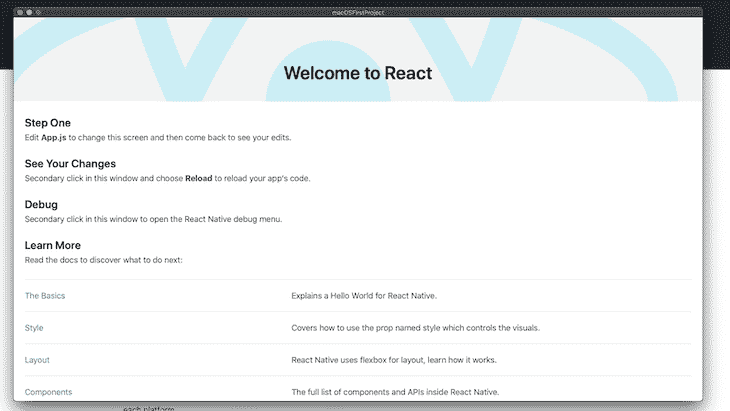 macOSFirstProject
Welcome to React
Step One
Edit App.js to change this screen and then come back to see your edits.
See Your Changes
Secondary click in this window and choose Reload to reload your app's code.
Debug
Secondary click in this window to open the React Native debug menu.
Learn More
Read the docs to discover what to do next:
The Basics Explains a Hello World for React Native.
Style Covers how to use the prop named style which controls the visuals.
Layout React Native uses flexbox for layout, learn how it works.
Components The full list of components and APIs inside React Native.
each platform